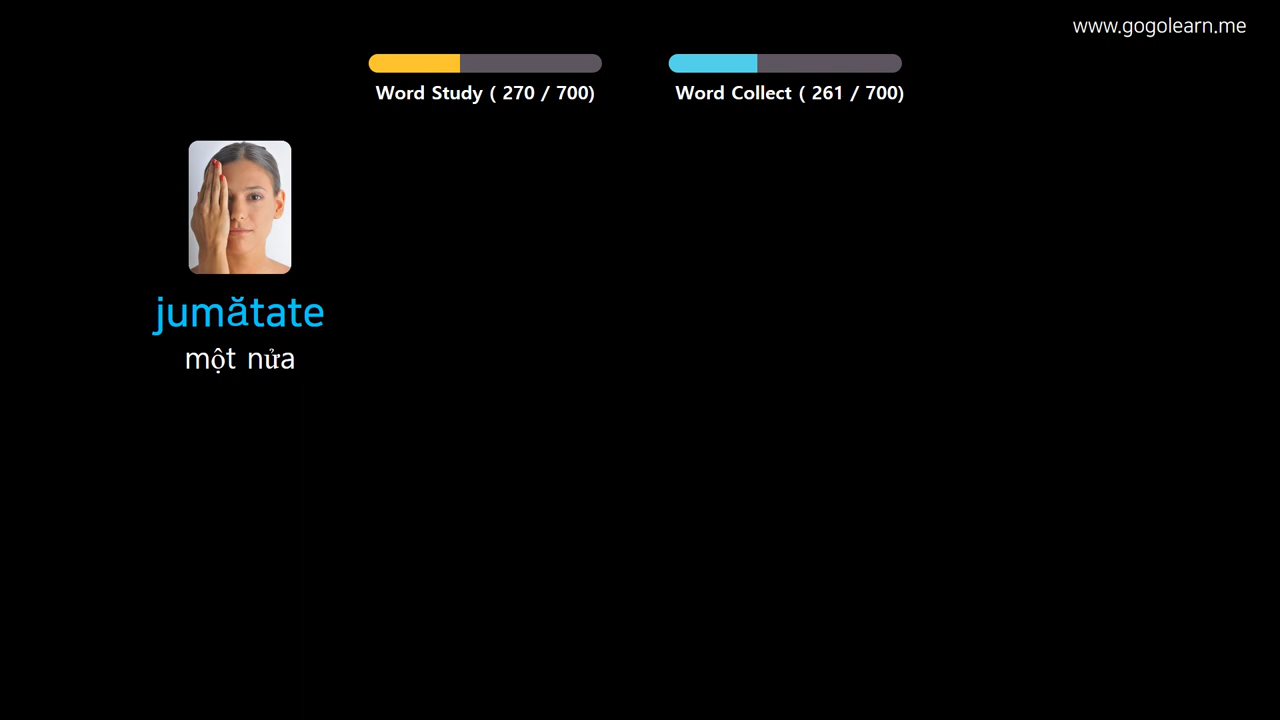 www.gogolearn.me
Word Study ( 270 / 700)
Word Collect ( 261 / 700)
jumătate
một nửa